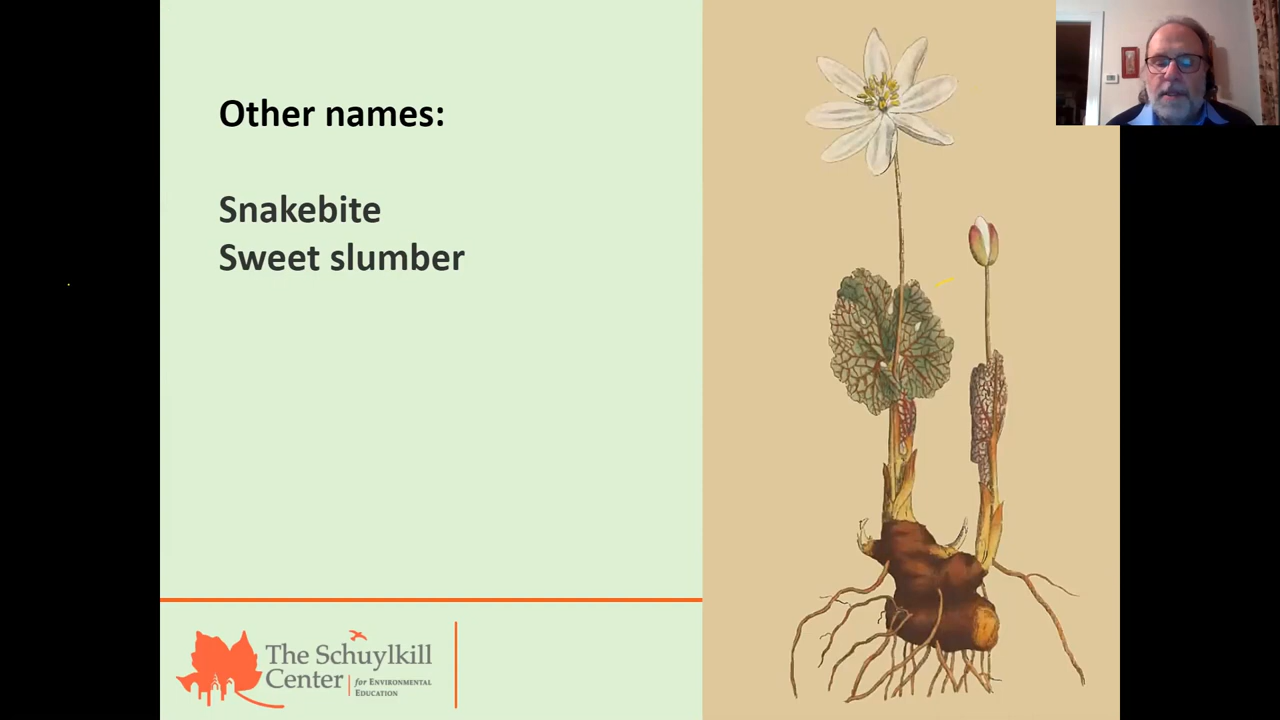 Other names:
Snakebite
Sweet slumber
The Schuylkill
Center
for Environmental
Education